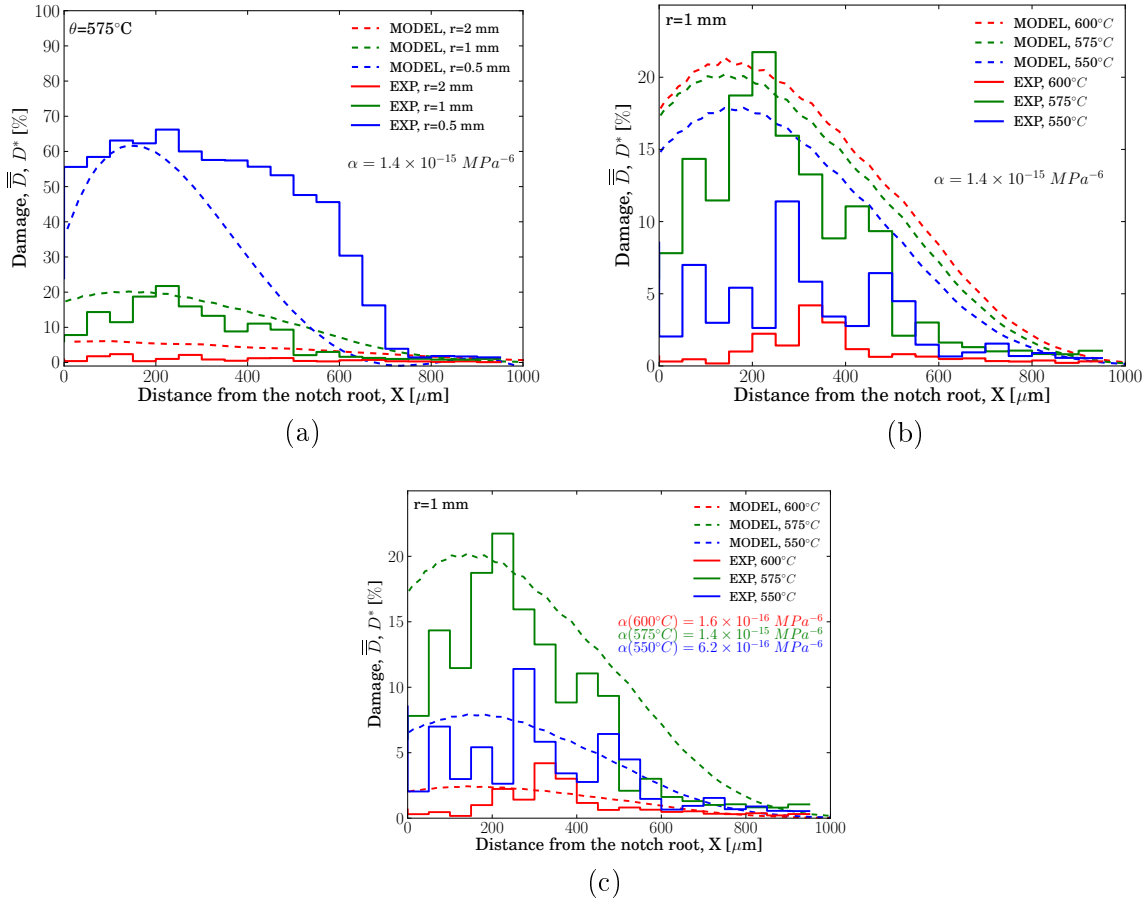 θ=575°C
MODEL, r=2 mm
MODEL, r=1 mm
MODEL, r=0.5 mm
EXP, r=2 mm
EXP, r=1 mm
EXP, r=0.5 mm
α = 1.4 × 10⁻¹⁵ MPa⁻⁶
Damage, D̿, D* [%]
100
90
80
70
60
50
40
30
20
10
0
0 200 400 600 800 1000
Distance from the notch root, X [μm]
(a)
r=1 mm
MODEL, 600°C
MODEL, 575°C
MODEL, 550°C
EXP, 600°C
EXP, 575°C
EXP, 550°C
α = 1.4 × 10⁻¹⁵ MPa⁻⁶
Damage, D̿, D* [%]
20
15
10
5
0
0 200 400 600 800 1000
Distance from the notch root, X [μm]
(b)
r=1 mm
MODEL, 600°C
MODEL, 575°C
MODEL, 550°C
EXP, 600°C
EXP, 575°C
EXP, 550°C
α(600°C) = 1.6 × 10⁻¹⁶ MPa⁻⁶
α(575°C) = 1.4 × 10⁻¹⁵ MPa⁻⁶
α(550°C) = 6.2 × 10⁻¹⁶ MPa⁻⁶
Damage, D̿, D* [%]
20
15
10
5
0
0 200 400 600 800 1000
Distance from the notch root, X [μm]
(c)